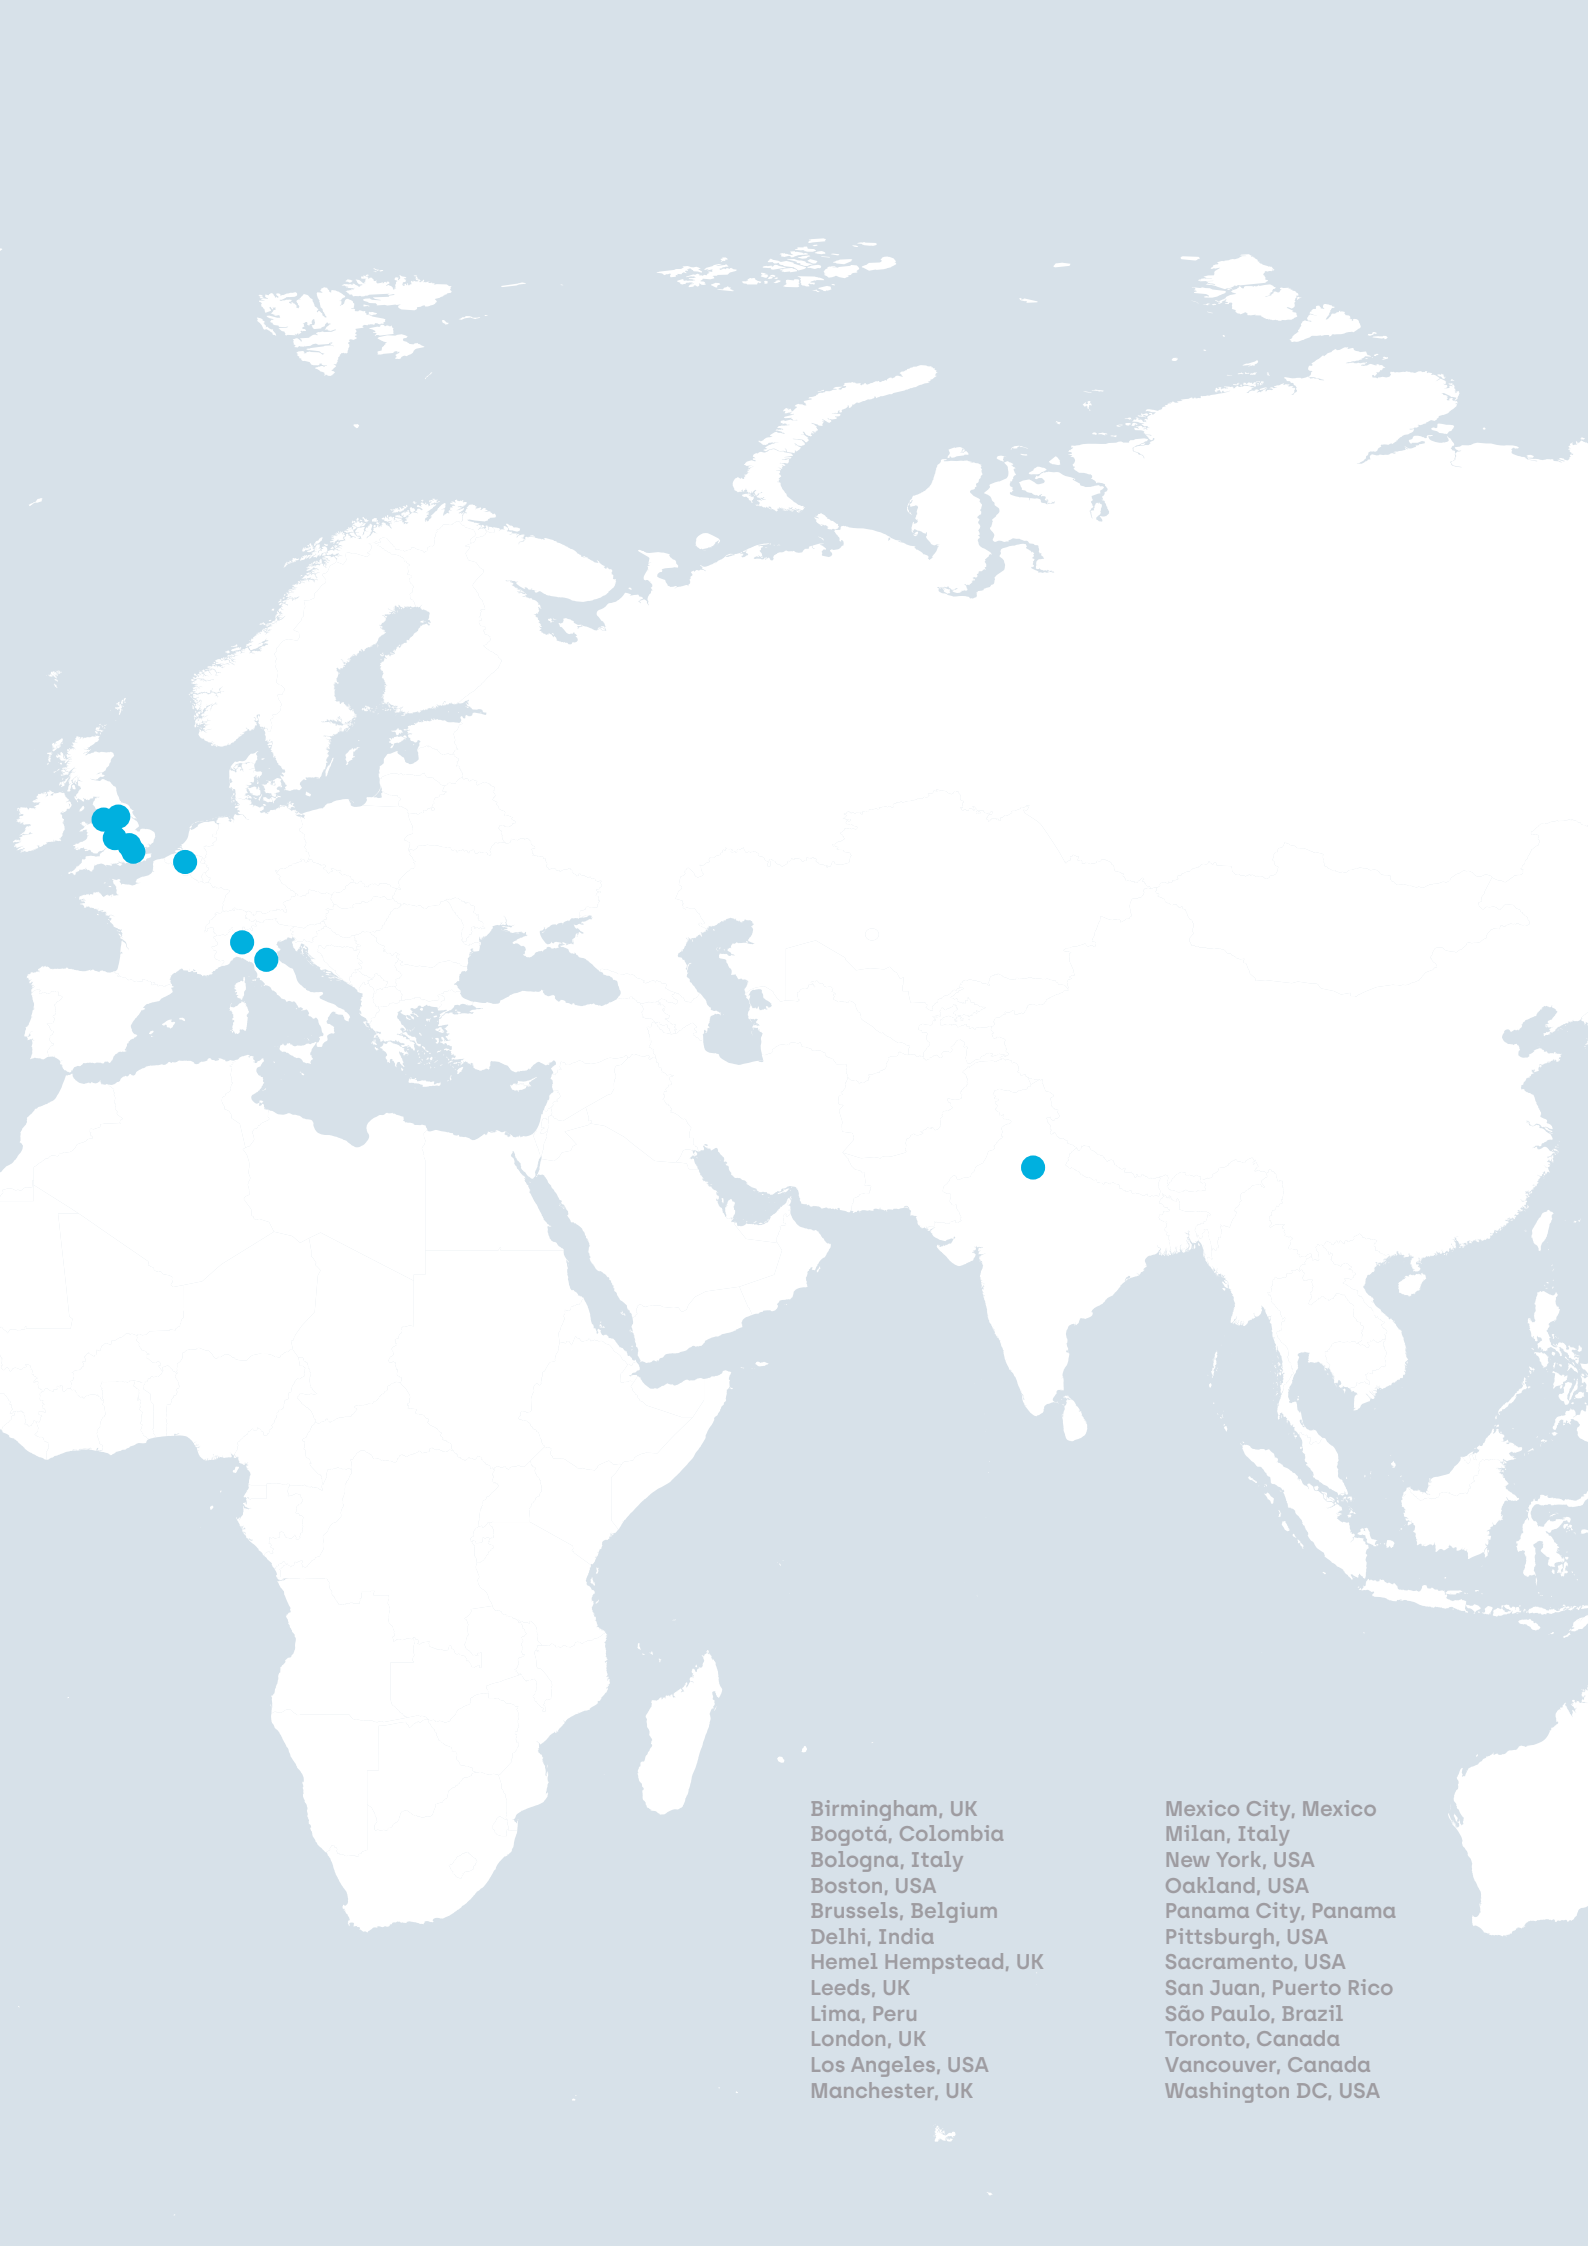 Birmingham, UK
Bogotá, Colombia
Bologna, Italy
Boston, USA
Brussels, Belgium
Delhi, India
Hemel Hempstead, UK
Leeds, UK
Lima, Peru
London, UK
Los Angeles, USA
Manchester, UK
Mexico City, Mexico
Milan, Italy
New York, USA
Oakland, USA
Panama City, Panama
Pittsburgh, USA
Sacramento, USA
San Juan, Puerto Rico
São Paulo, Brazil
Toronto, Canada
Vancouver, Canada
Washington DC, USA